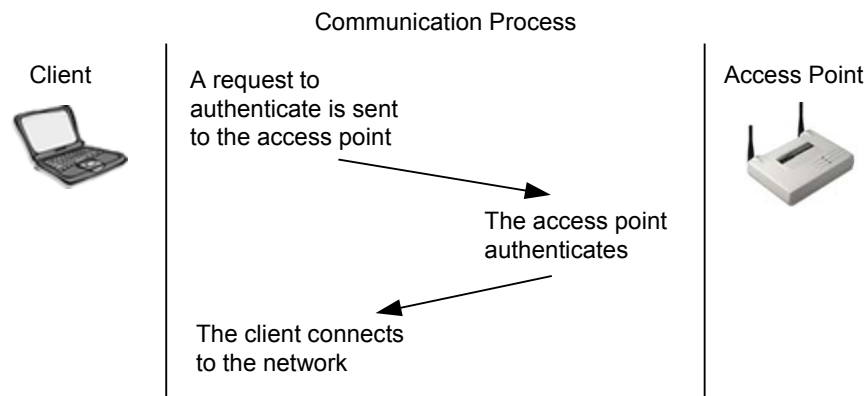 Communication Process
Client
Access Point
A request to
authenticate is sent
to the access point
The access point
authenticates
The client connects
to the network